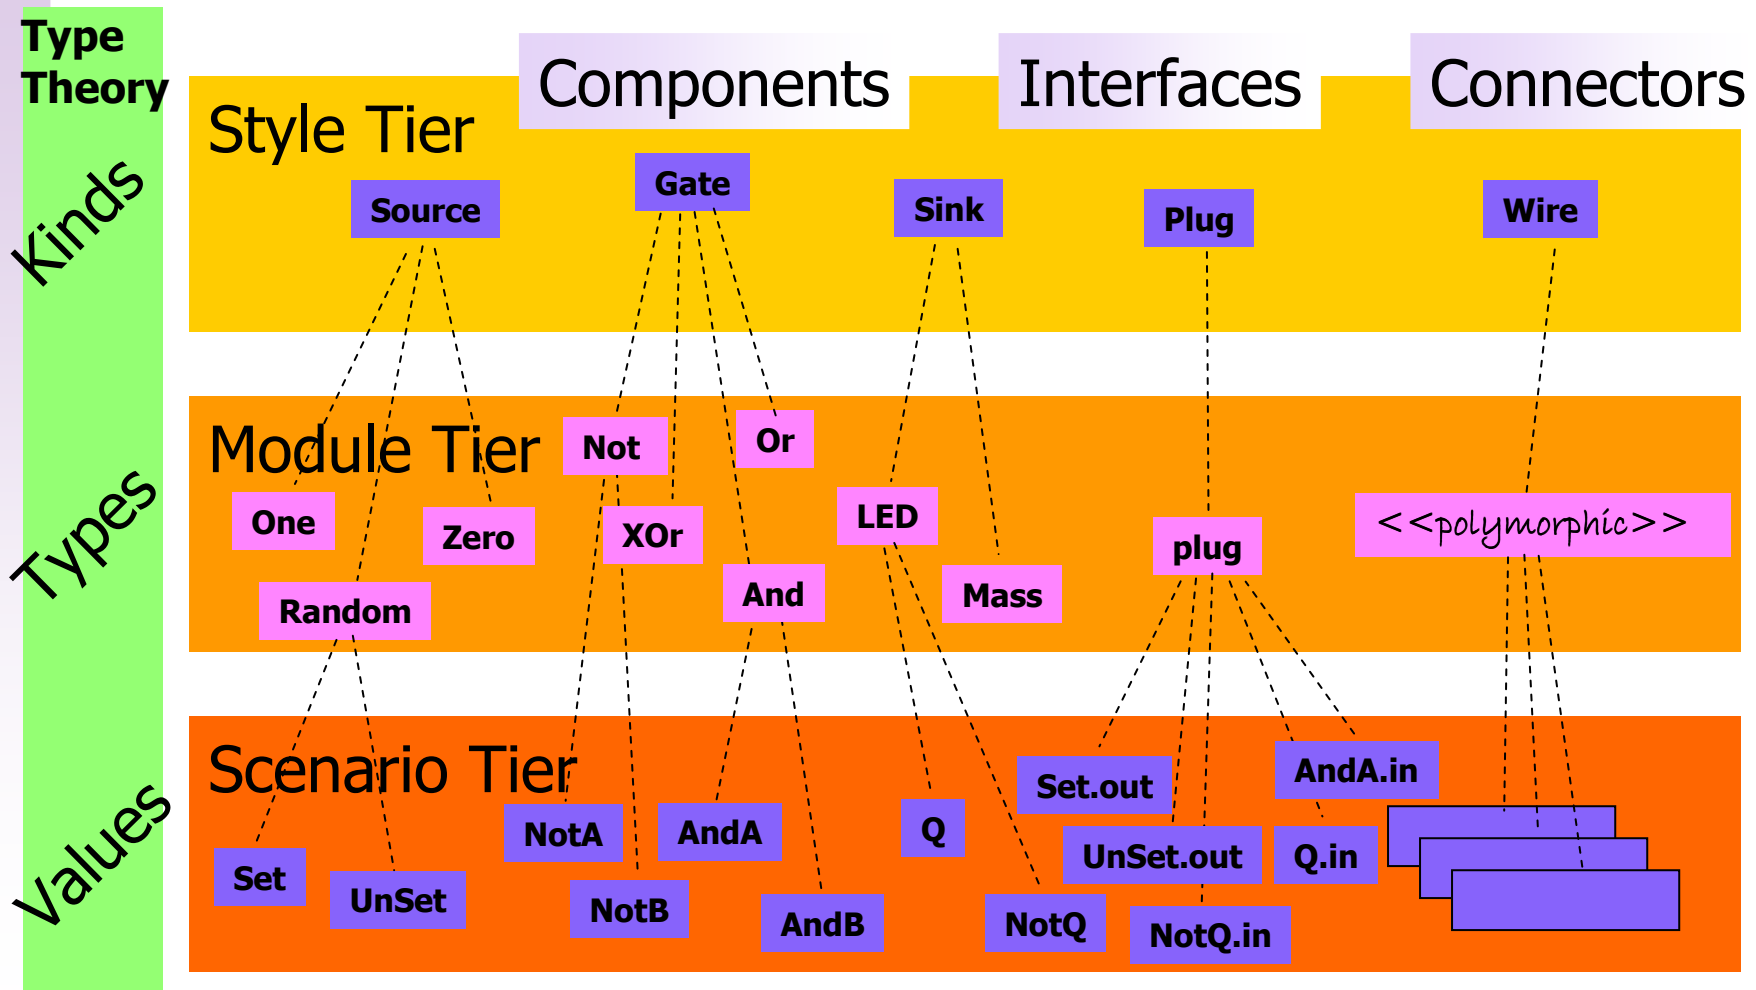 Type
Theory
Components
Interfaces
Connectors
Style Tier
Kinds
Source
Gate
Sink
Plug
Wire
Module Tier
Types
One
Random
Zero
Not
XOr
Or
And
LED
Mass
plug
<<polymorphic>>
Scenario Tier
Values
Set
UnSet
NotA
NotB
AndA
AndB
Q
NotQ
Set.out
UnSet.out
NotQ.in
AndA.in
Q.in